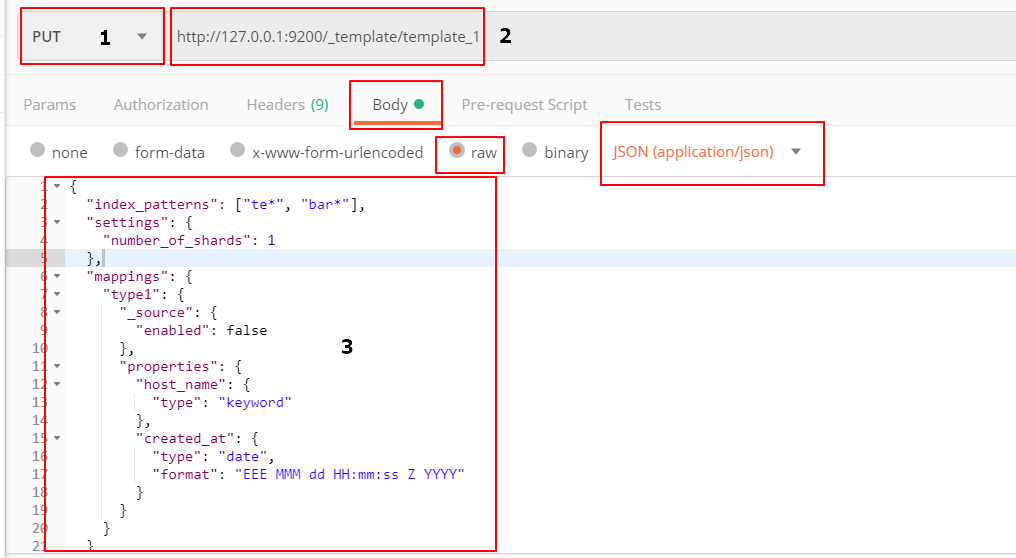 PUT 1 http://127.0.0.1:9200/_template/template_1 2
Params Authorization Headers (9) Body Pre-request Script Tests
none form-data x-www-form-urlencoded raw binary JSON (application/json)
1 {
2 "index_patterns": ["te*", "bar*"],
3 "settings": {
4 "number_of_shards": 1
5 },
6 "mappings": {
7 "type1": {
8 "_source": {
9 "enabled": false
10 }, 3
11 "properties": {
12 "host_name": {
13 "type": "keyword"
14 },
15 "created_at": {
16 "type": "date",
17 "format": "EEE MMM dd HH:mm:ss Z YYYY"
18 }
19 }
20 }
21 }